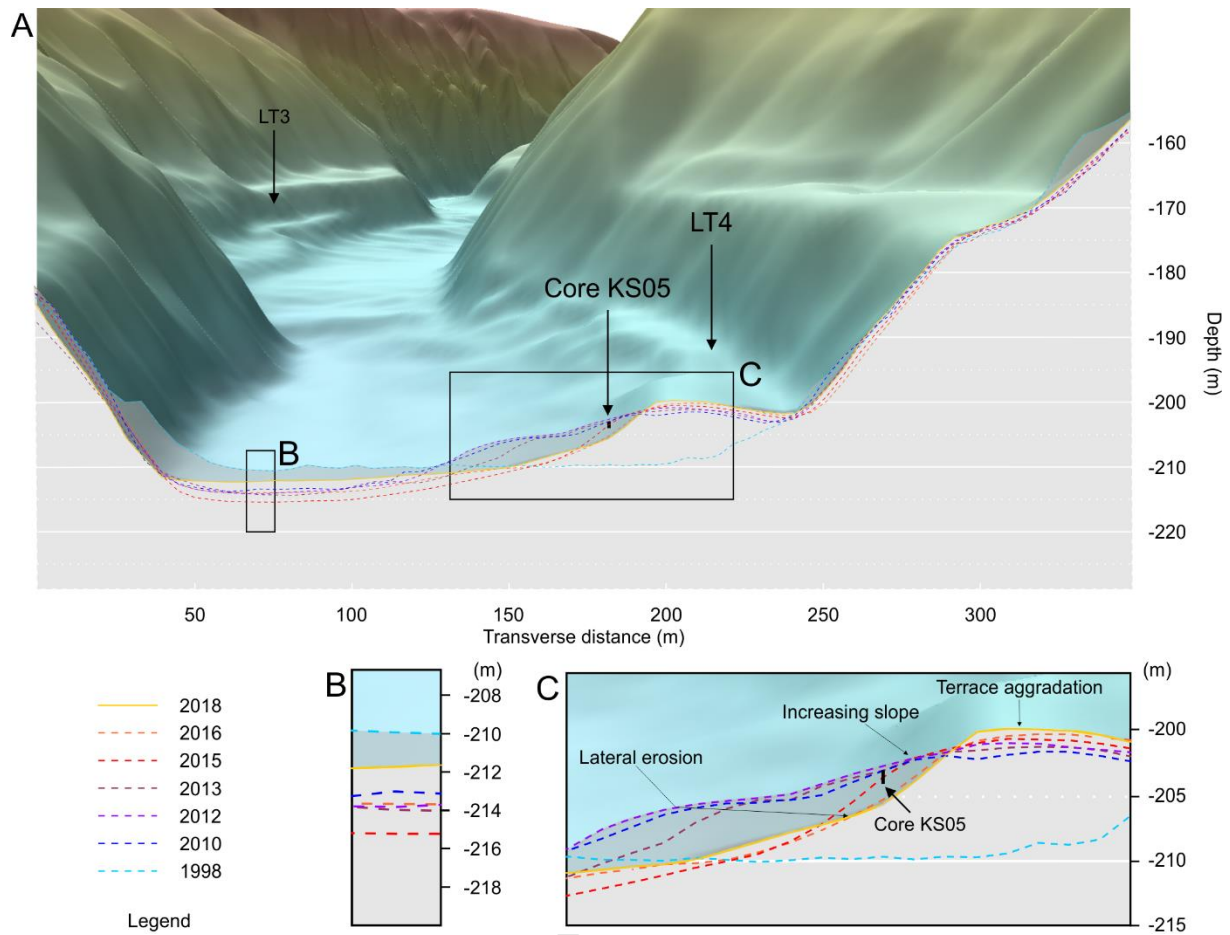 A
LT3
LT4
Core KS05
C
B
-160
-170
-180
-190
-200
-210
-220
Depth (m)
50
100
150
200
250
300
Transverse distance (m)
2018
2016
2015
2013
2012
2010
1998
Legend
B
(m)
-208
-210
-212
-214
-216
-218
C
(m)
Terrace aggradation
Increasing slope
Lateral erosion
Core KS05
-200
-205
-210
-215